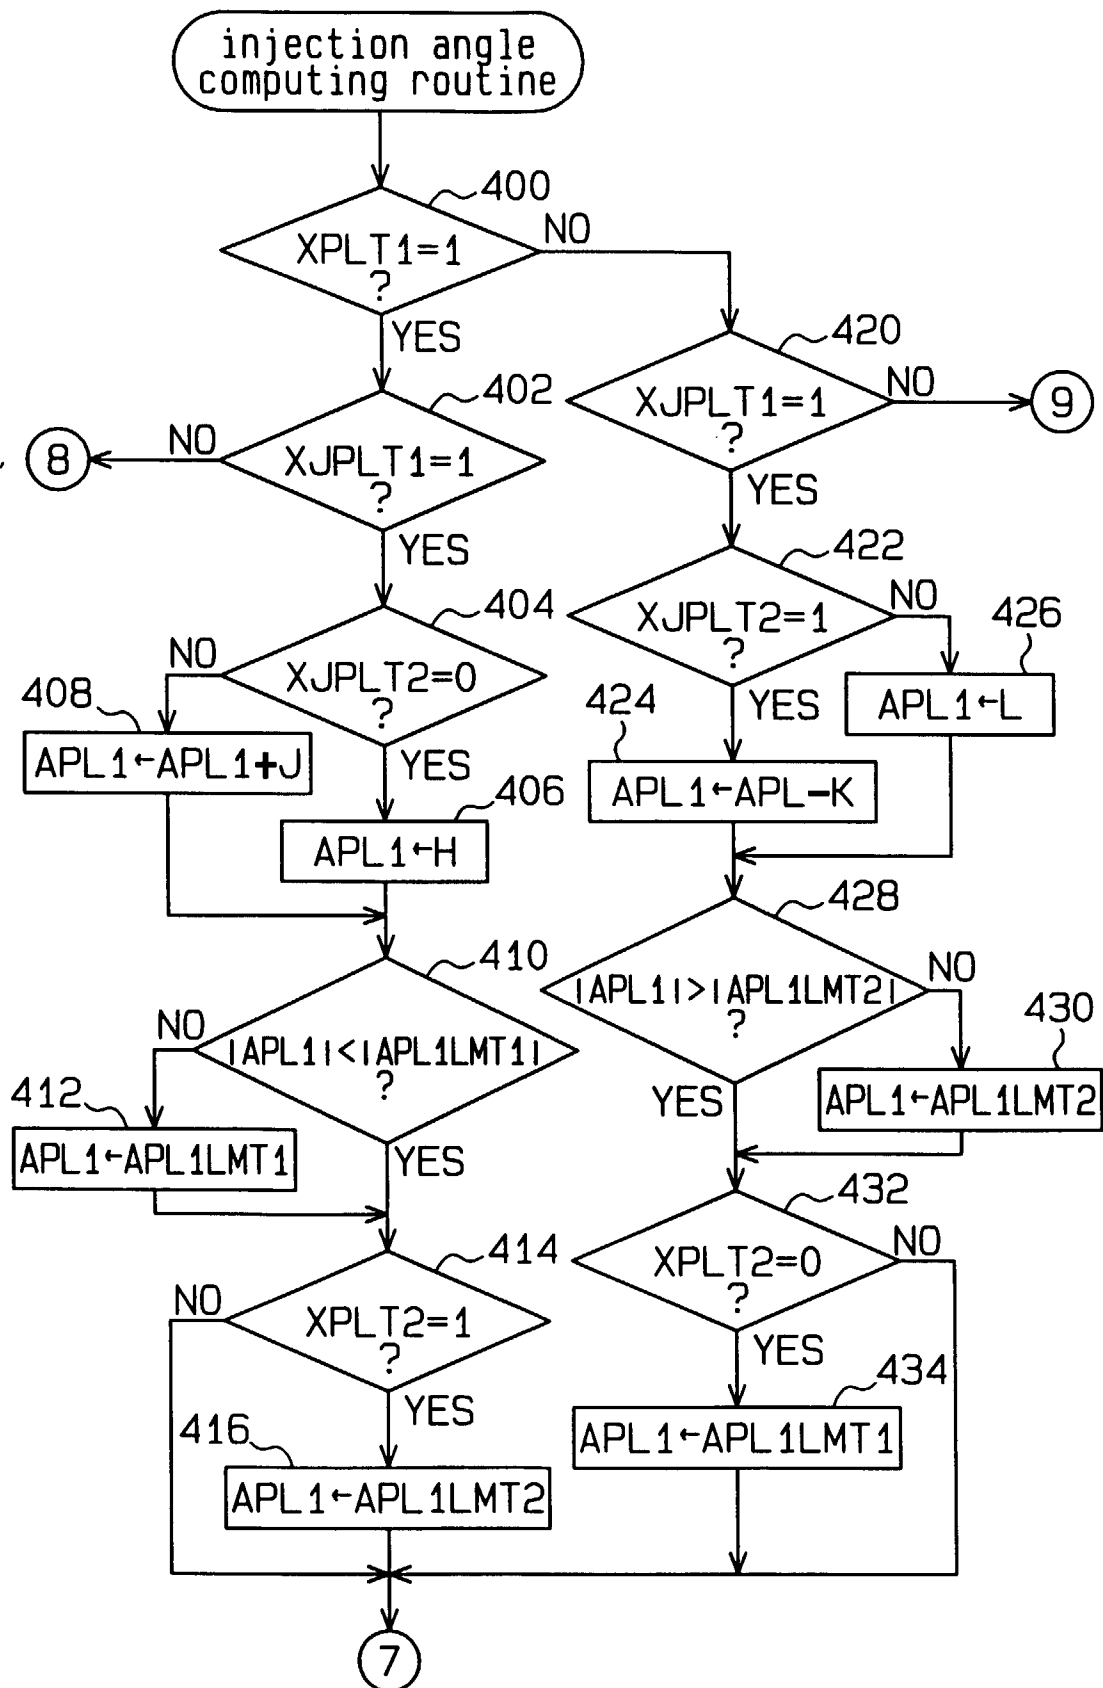 injection angle
computing routine
400
XPLT1=1
?
NO
YES
420
XJPLT1=1
?
NO
9
YES
402
XJPLT1=1
?
NO
8
YES
422
XJPLT2=1
?
NO
426
APL1←L
YES
424
APL1←APL-K
404
XJPLT2=0
?
NO
408
APL1←APL1+J
YES
406
APL1←H
428
|APL1|>|APL1LMT2|
?
NO
430
APL1←APL1LMT2
YES
410
|APL1|<|APL1LMT1|
?
NO
412
APL1←APL1LMT1
YES
432
XPLT2=0
?
NO
YES
434
APL1←APL1LMT1
414
XPLT2=1
?
NO
YES
416
APL1←APL1LMT2
7